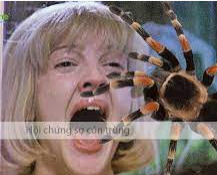 Hội chứng sợ côn trùng